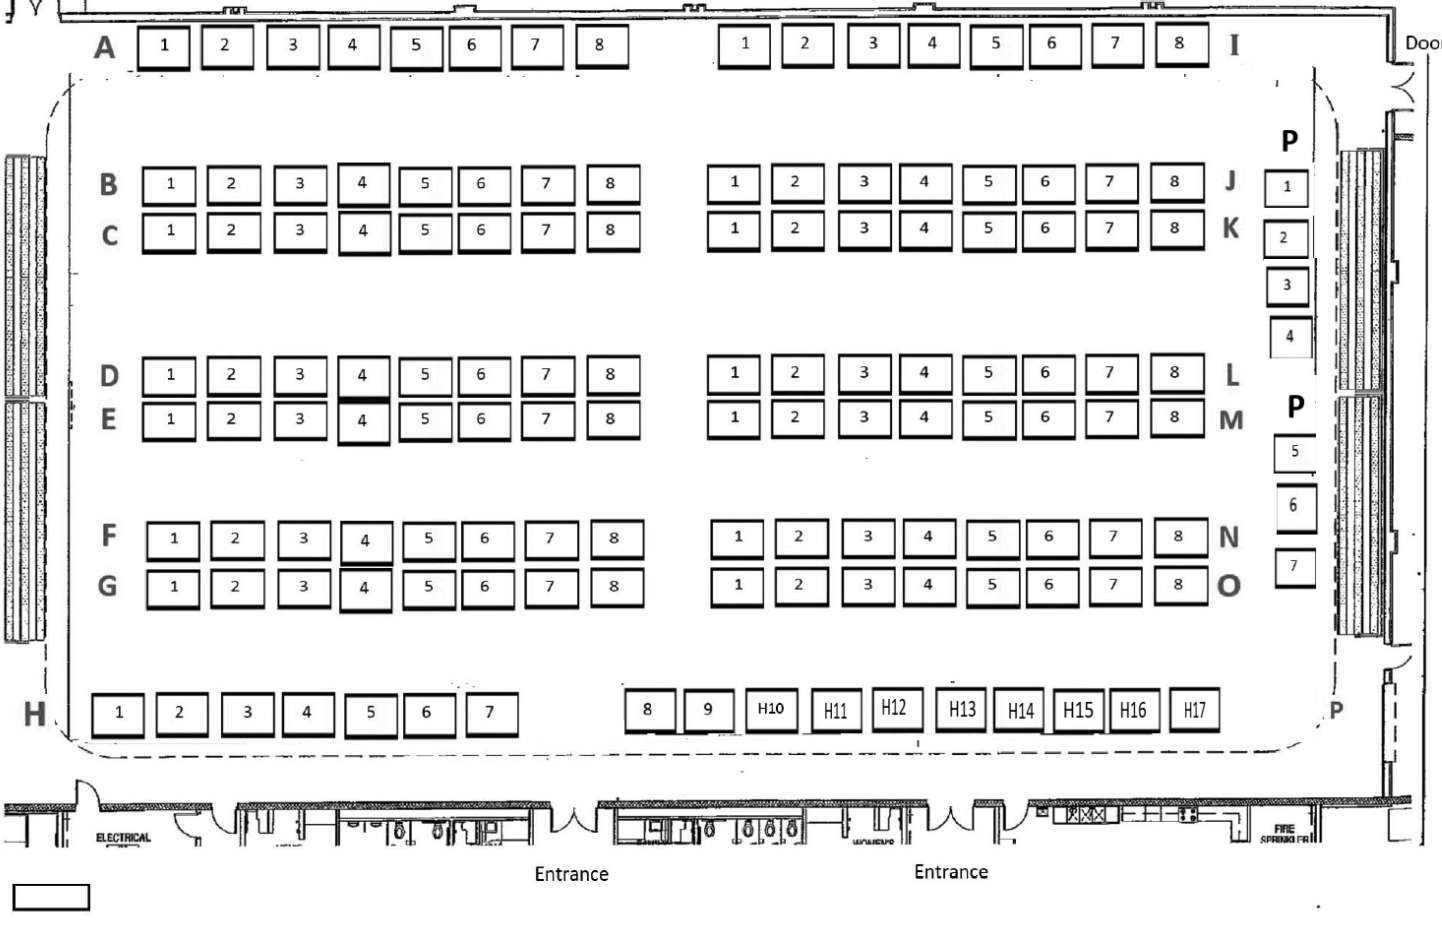 A 1 2 3 4 5 6 7 8 1 2 3 4 5 6 7 8 I
Door
P
B 1 2 3 4 5 6 7 8 1 2 3 4 5 6 7 8 J
1
C 1 2 3 4 5 6 7 8 1 2 3 4 5 6 7 8 K
2
3
4
D 1 2 3 4 5 6 7 8 1 2 3 4 5 6 7 8 L
P
E 1 2 3 4 5 6 7 8 1 2 3 4 5 6 7 8 M
5
6
F 1 2 3 4 5 6 7 8 1 2 3 4 5 6 7 8 N
7
G 1 2 3 4 5 6 7 8 1 2 3 4 5 6 7 8 O
H 1 2 3 4 5 6 7 8 9 H10 H11 H12 H13 H14 H15 H16 H17 P
ELECTRICAL
WOMEN'S
FIRE
SPRINKLER
Entrance Entrance